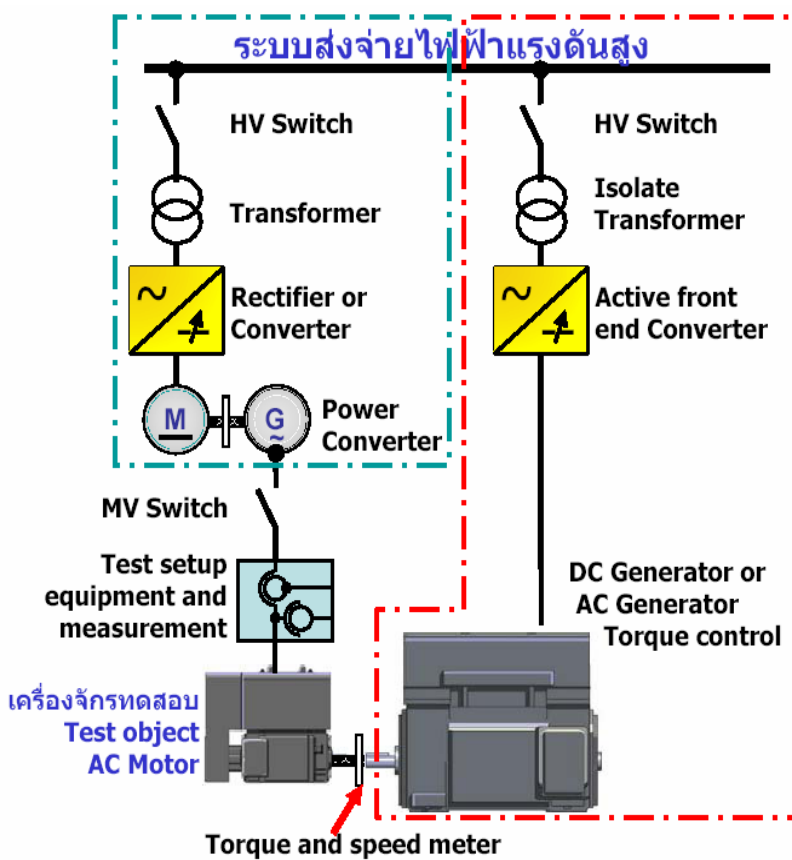 ระบบส่งจ่ายไฟฟ้าแรงดันสูง
HV Switch
Transformer
Rectifier or
Converter
M
G
~
Power
Converter
MV Switch
Test setup
equipment and
measurement
เครื่องจักรทดสอบ
Test object
AC Motor
Torque and speed meter
HV Switch
Isolate
Transformer
Active front
end Converter
DC Generator or
AC Generator
Torque control